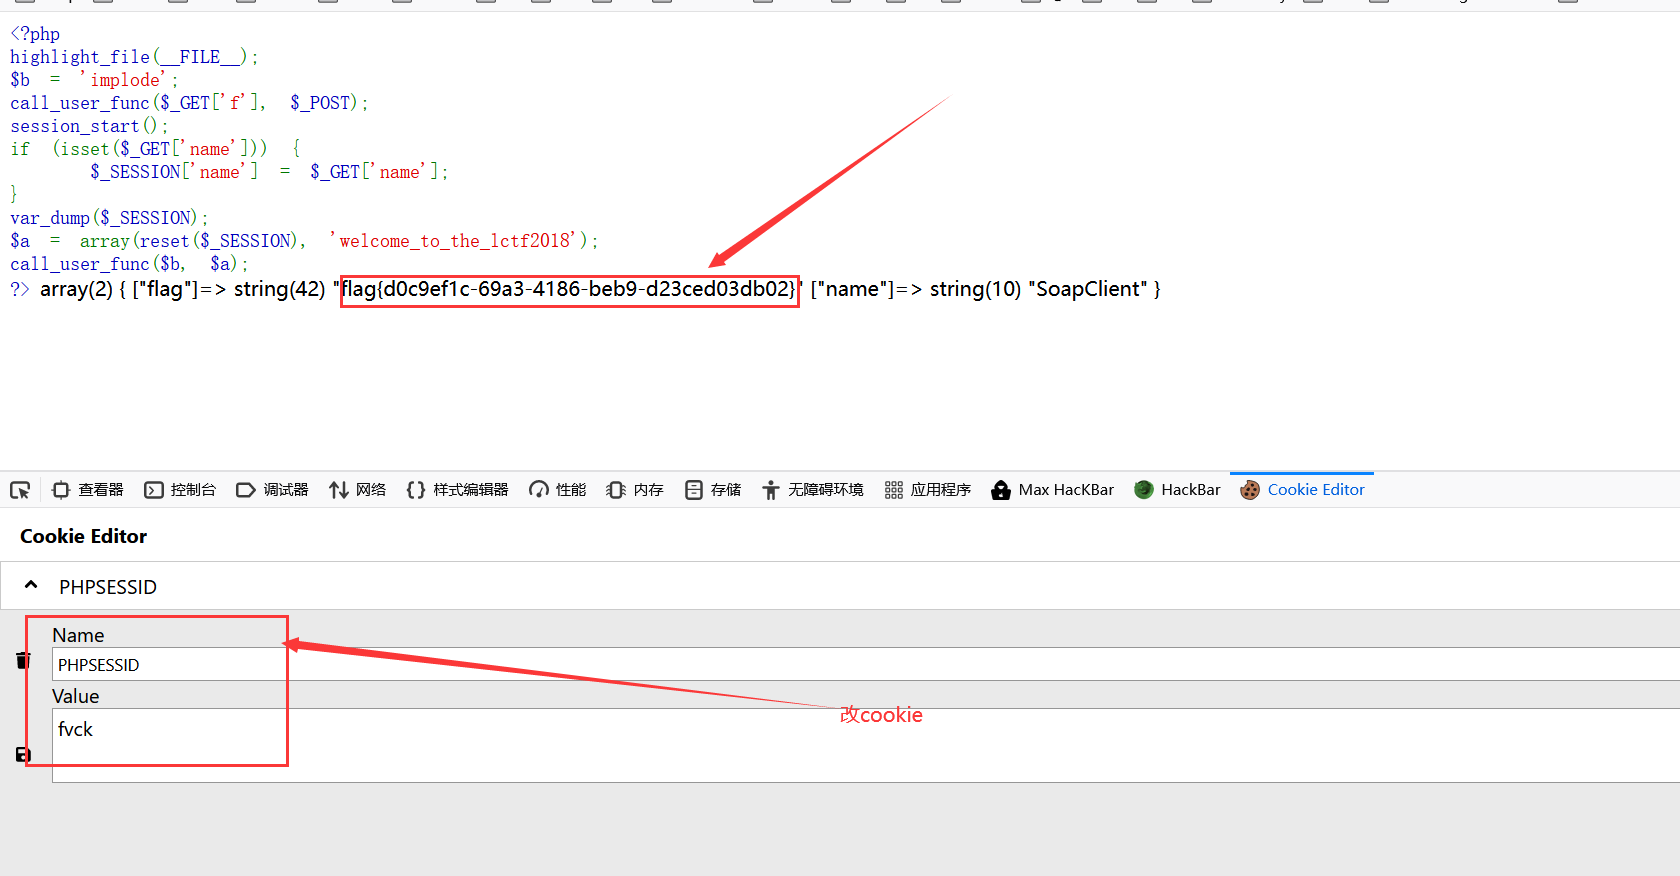 <?php
highlight_file(__FILE__);
$b = 'implode';
call_user_func($_GET['f'], $_POST);
session_start();
if (isset($_GET['name'])) {
$_SESSION['name'] = $_GET['name'];
}
var_dump($_SESSION);
$a = array(reset($_SESSION), 'welcome_to_the_lctf2018');
call_user_func($b, $a);
?> array(2) { ["flag"]=> string(42) "flag{d0c9ef1c-69a3-4186-beb9-d23ced03db02}" ["name"]=> string(10) "SoapClient" }
查看器 控制台 调试器 网络 样式编辑器 性能 内存 存储 无障碍环境 应用程序 Max HacKBar HackBar Cookie Editor
Cookie Editor
PHPSESSID
Name
PHPSESSID
Value
改cookie
fvck